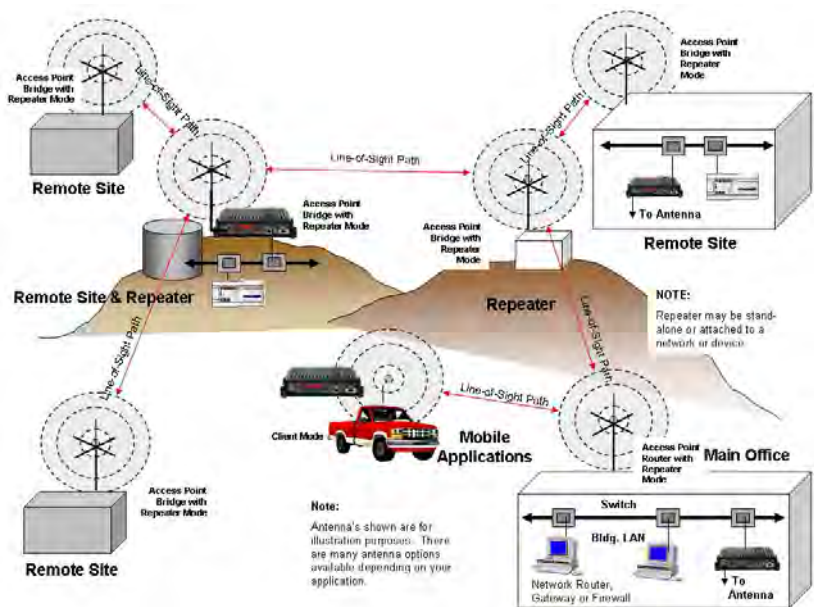 Access Point
Bridge with
Repeater Mode
Remote Site
Line-of-Sight Path
Access Point
Bridge with
Repeater Mode
Remote Site & Repeater
Line-of-Sight Path
Line-of-Sight Path
Access Point
Bridge with
Repeater
Mode
Repeater
Line-of-Sight Path
Access Point
Bridge with
Repeater
Mode
To Antenna
Remote Site
NOTE:
Repeater may be stand-
alone or attached to a
network or device.
Line-of-Sight Path
Access Point
Bridge with
Repeater Mode
Remote Site
Client Mode
Mobile
Applications
Line-of-Sight Path
Note:
Antenna's shown are for
illustration purposes. There
are many antenna options
available depending on your
application.
Access Point
Router with
Repeater
Mode
Main Office
Switch
Bldg. LAN
Network Router,
Gateway or Firewall
To
Antenna